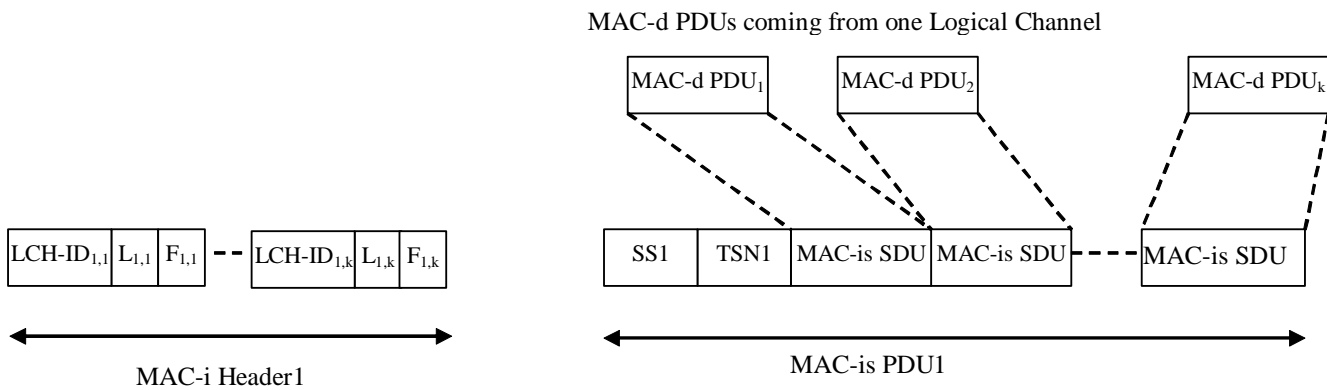 MAC-d PDUs coming from one Logical Channel
MAC-d PDU₁ MAC-d PDU₂ MAC-d PDUₖ
LCH-ID₁,₁ L₁,₁ F₁,₁ LCH-ID₁,ₖ L₁,ₖ F₁,ₖ SS1 TSN1 MAC-is SDU MAC-is SDU MAC-is SDU
MAC-i Header1 MAC-is PDU1